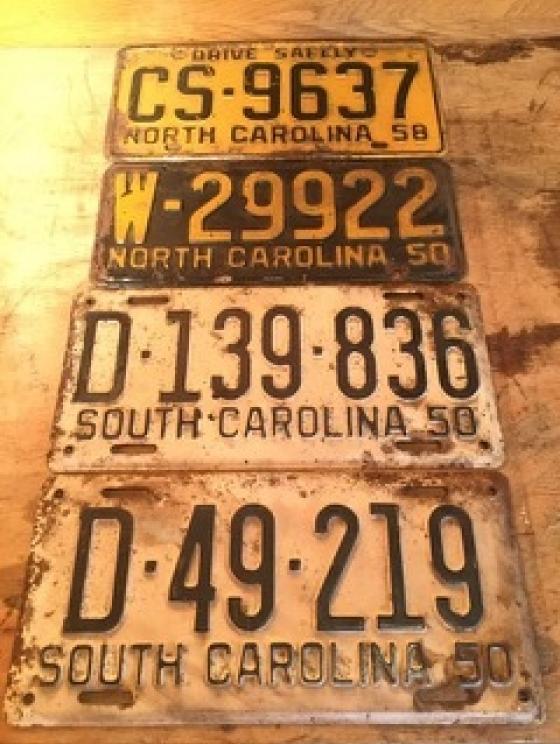 DRIVE SAFELY
CS·9637
NORTH CAROLINA 58
W-29922
NORTH CAROLINA 50
D·139·836
SOUTH CAROLINA 50
D·49·219
SOUTH CAROLINA 50